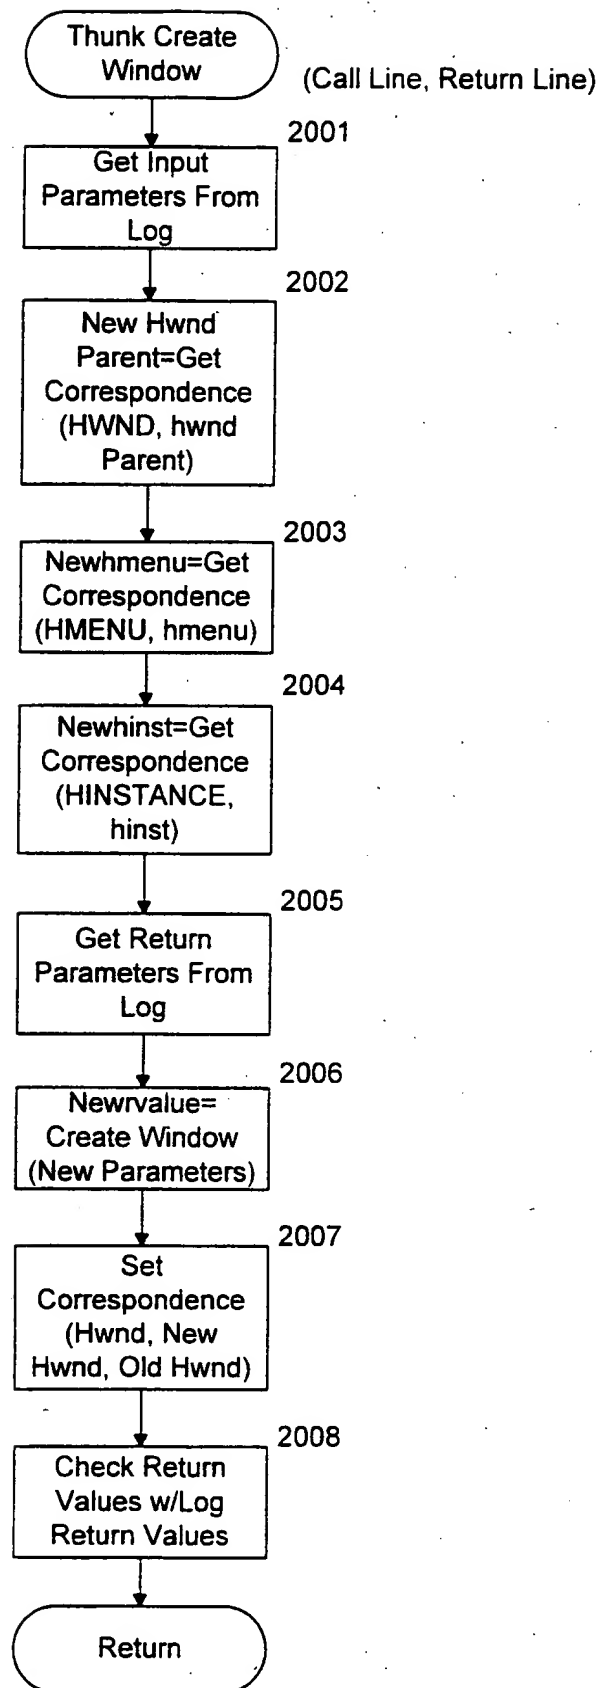 Thunk Create
Window
(Call Line, Return Line)
2001
Get Input
Parameters From
Log
2002
New Hwnd
Parent=Get
Correspondence
(HWND, hwnd
Parent)
2003
Newhmenu=Get
Correspondence
(HMENU, hmenu)
2004
Newhinst=Get
Correspondence
(HINSTANCE,
hinst)
2005
Get Return
Parameters From
Log
2006
Newrvalue=
Create Window
(New Parameters)
2007
Set
Correspondence
(Hwnd, New
Hwnd, Old Hwnd)
2008
Check Return
Values w/Log
Return Values
Return